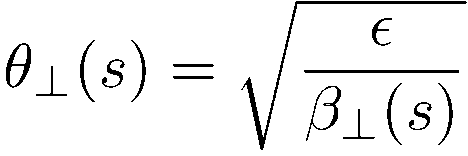 θ⊥(s) = √(ϵ / β⊥(s))